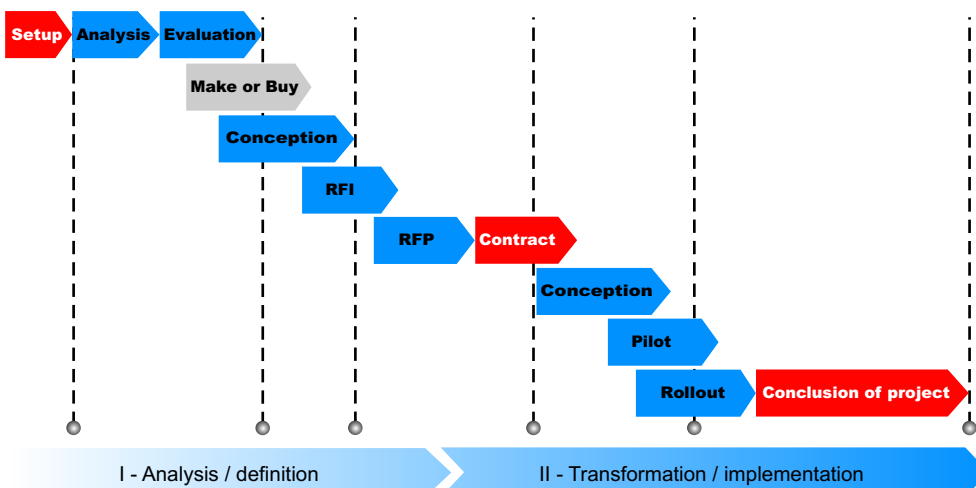 Setup
Analysis
Evaluation
Make or Buy
Conception
RFI
RFP
Contract
Conception
Pilot
Rollout
Conclusion of project
I - Analysis / definition
II - Transformation / implementation